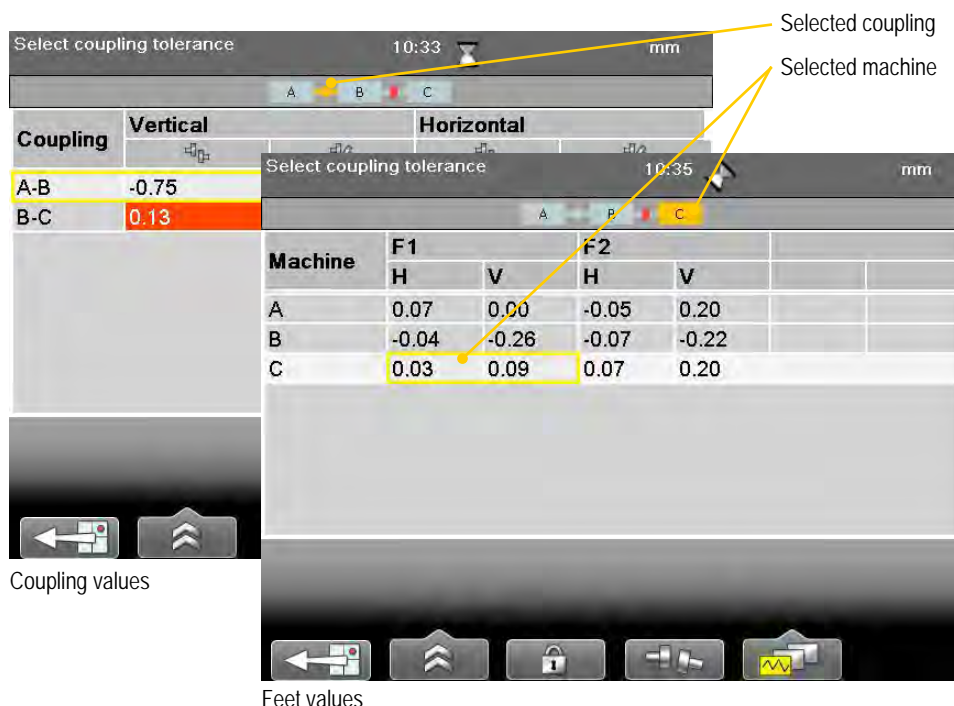 Selected coupling
Selected machine
Select coupling tolerance 10:33 mm
A B C
Coupling Vertical Horizontal
A-B -0.75
B-C 0.13
Coupling values
Select coupling tolerance 10:35 mm
A B C
Machine F1 F2
H V H V
A 0.07 0.00 -0.05 0.20
B -0.04 -0.26 -0.07 -0.22
C 0.03 0.09 0.07 0.20
Feet values